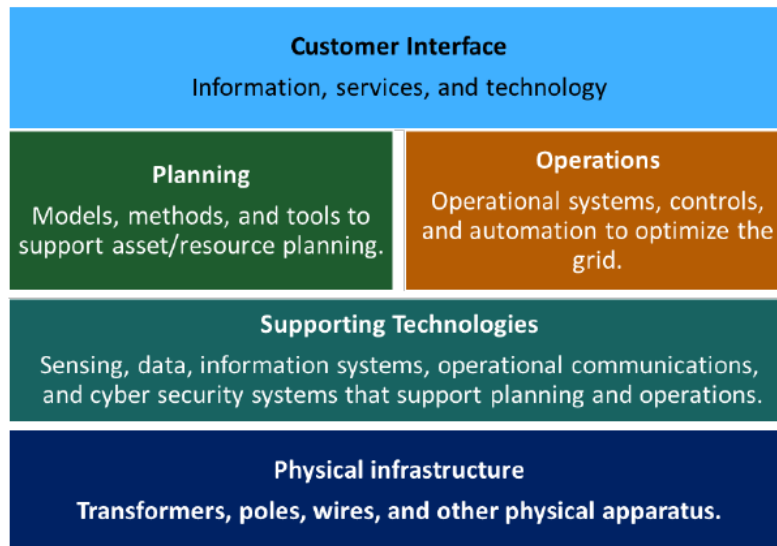 Customer Interface
Information, services, and technology
Planning
Models, methods, and tools to
support asset/resource planning.
Operations
Operational systems, controls,
and automation to optimize the
grid.
Supporting Technologies
Sensing, data, information systems, operational communications,
and cyber security systems that support planning and operations.
Physical infrastructure
Transformers, poles, wires, and other physical apparatus.